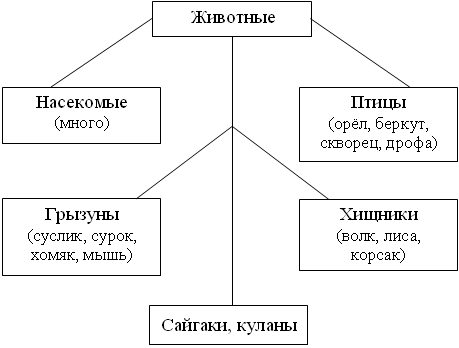 Животные
Насекомые
(много)
Птицы
(орёл, беркут,
скворец, дрофа)
Грызуны
(суслик, сурок,
хомяк, мышь)
Хищники
(волк, лиса,
корсак)
Сайгаки, куланы